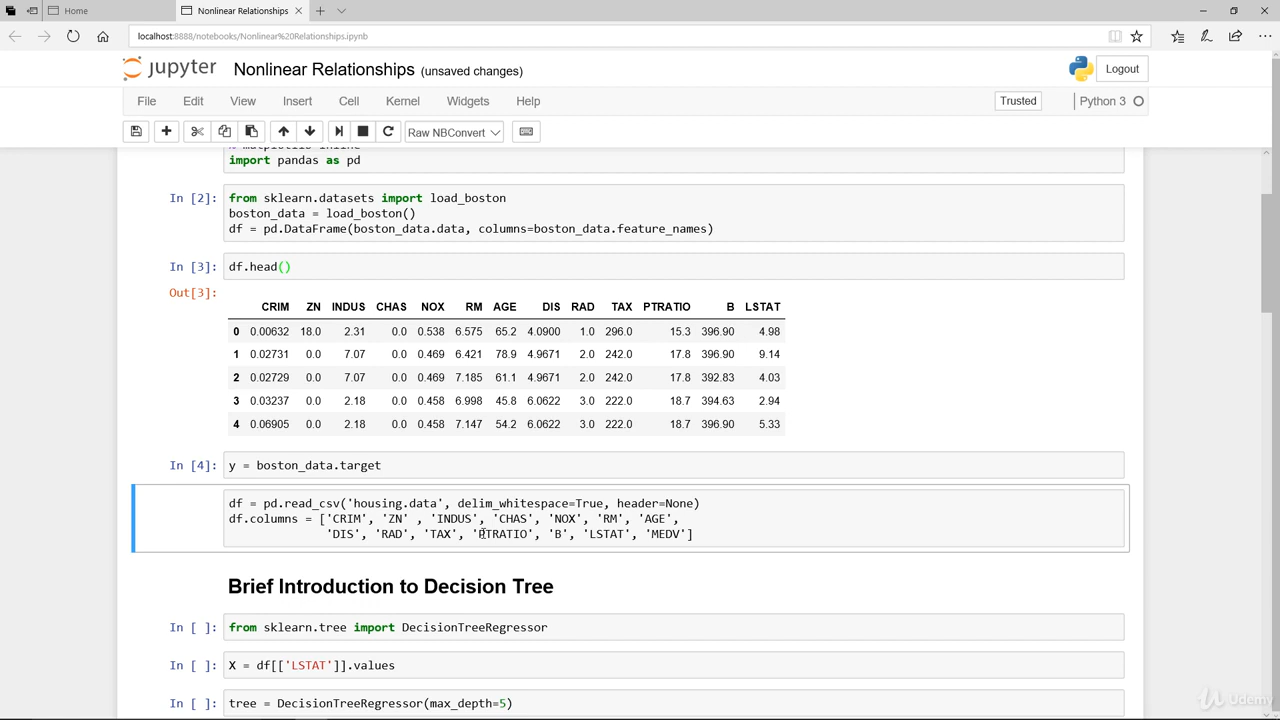 Home
Nonlinear Relationships
localhost:8888/notebooks/Nonlinear%20Relationships.ipynb
jupyter Nonlinear Relationships (unsaved changes)
Logout
File Edit View Insert Cell Kernel Widgets Help
Trusted
Python 3
Raw NBConvert
% matplotlib inline
import pandas as pd
In [2]: from sklearn.datasets import load_boston
boston_data = load_boston()
df = pd.DataFrame(boston_data.data, columns=boston_data.feature_names)
In [3]: df.head()
Out[3]:
CRIM ZN INDUS CHAS NOX RM AGE DIS RAD TAX PTRATIO B LSTAT
0 0.00632 18.0 2.31 0.0 0.538 6.575 65.2 4.0900 1.0 296.0 15.3 396.90 4.98
1 0.02731 0.0 7.07 0.0 0.469 6.421 78.9 4.9671 2.0 242.0 17.8 396.90 9.14
2 0.02729 0.0 7.07 0.0 0.469 7.185 61.1 4.9671 2.0 242.0 17.8 392.83 4.03
3 0.03237 0.0 2.18 0.0 0.458 6.998 45.8 6.0622 3.0 222.0 18.7 394.63 2.94
4 0.06905 0.0 2.18 0.0 0.458 7.147 54.2 6.0622 3.0 222.0 18.7 396.90 5.33
In [4]: y = boston_data.target
df = pd.read_csv('housing.data', delim_whitespace=True, header=None)
df.columns = ['CRIM', 'ZN' , 'INDUS', 'CHAS', 'NOX', 'RM', 'AGE',
'DIS', 'RAD', 'TAX', 'PTRATIO', 'B', 'LSTAT', 'MEDV']
Brief Introduction to Decision Tree
In [ ]: from sklearn.tree import DecisionTreeRegressor
In [ ]: X = df[['LSTAT']].values
In [ ]: tree = DecisionTreeRegressor(max_depth=5)
Udemy